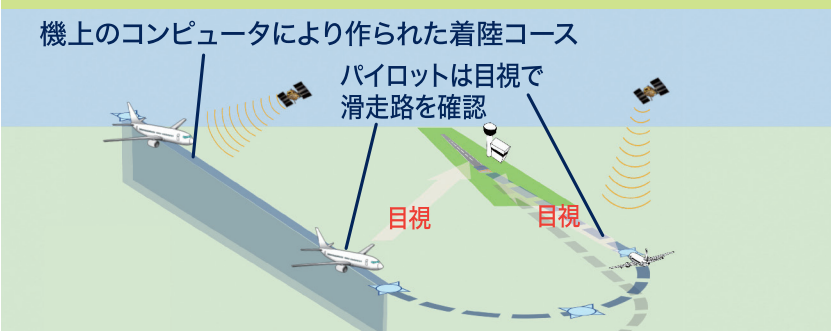 機上のコンピュータにより作られた着陸コース
パイロットは目視で
滑走路を確認
目視
目視